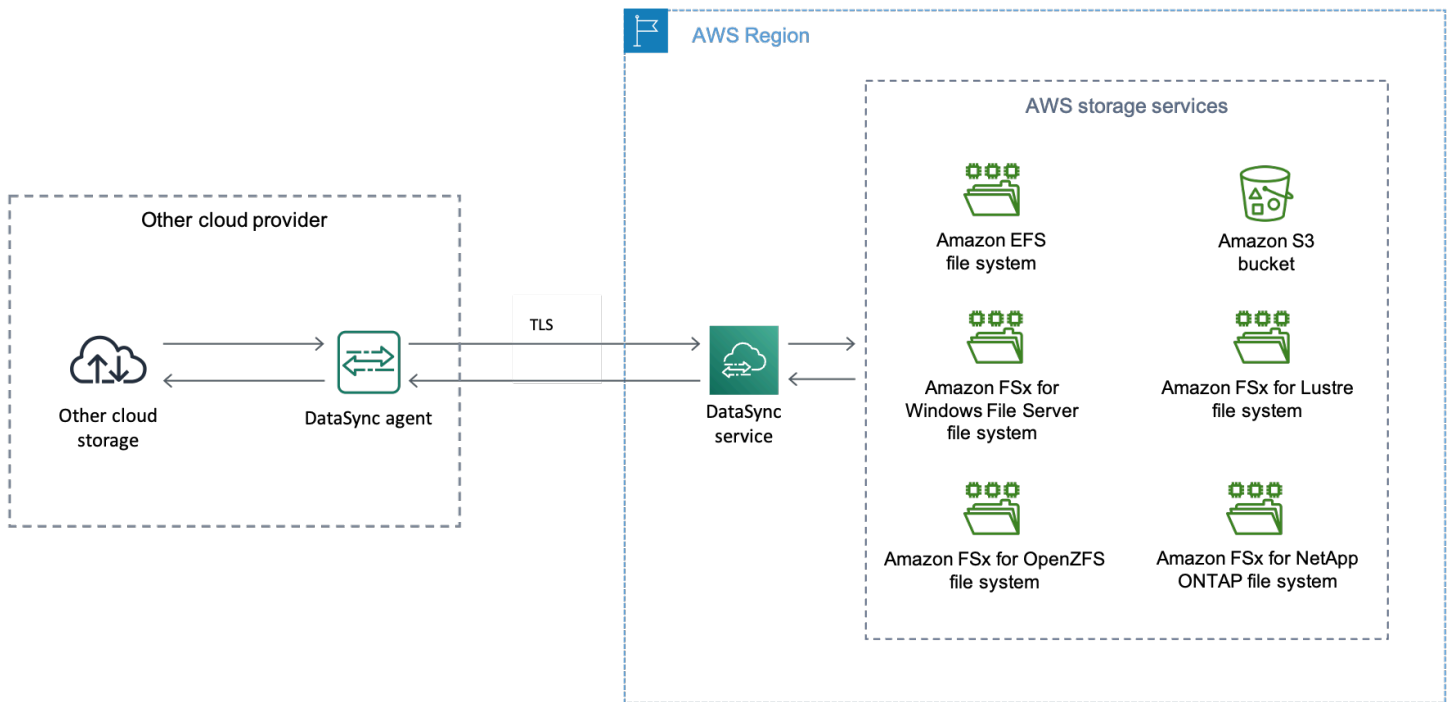 AWS Region
AWS storage services
Other cloud provider
Other cloud
storage
DataSync agent
TLS
DataSync
service
Amazon EFS
file system
Amazon S3
bucket
Amazon FSx for
Windows File Server
file system
Amazon FSx for Lustre
file system
Amazon FSx for OpenZFS
file system
Amazon FSx for NetApp
ONTAP file system